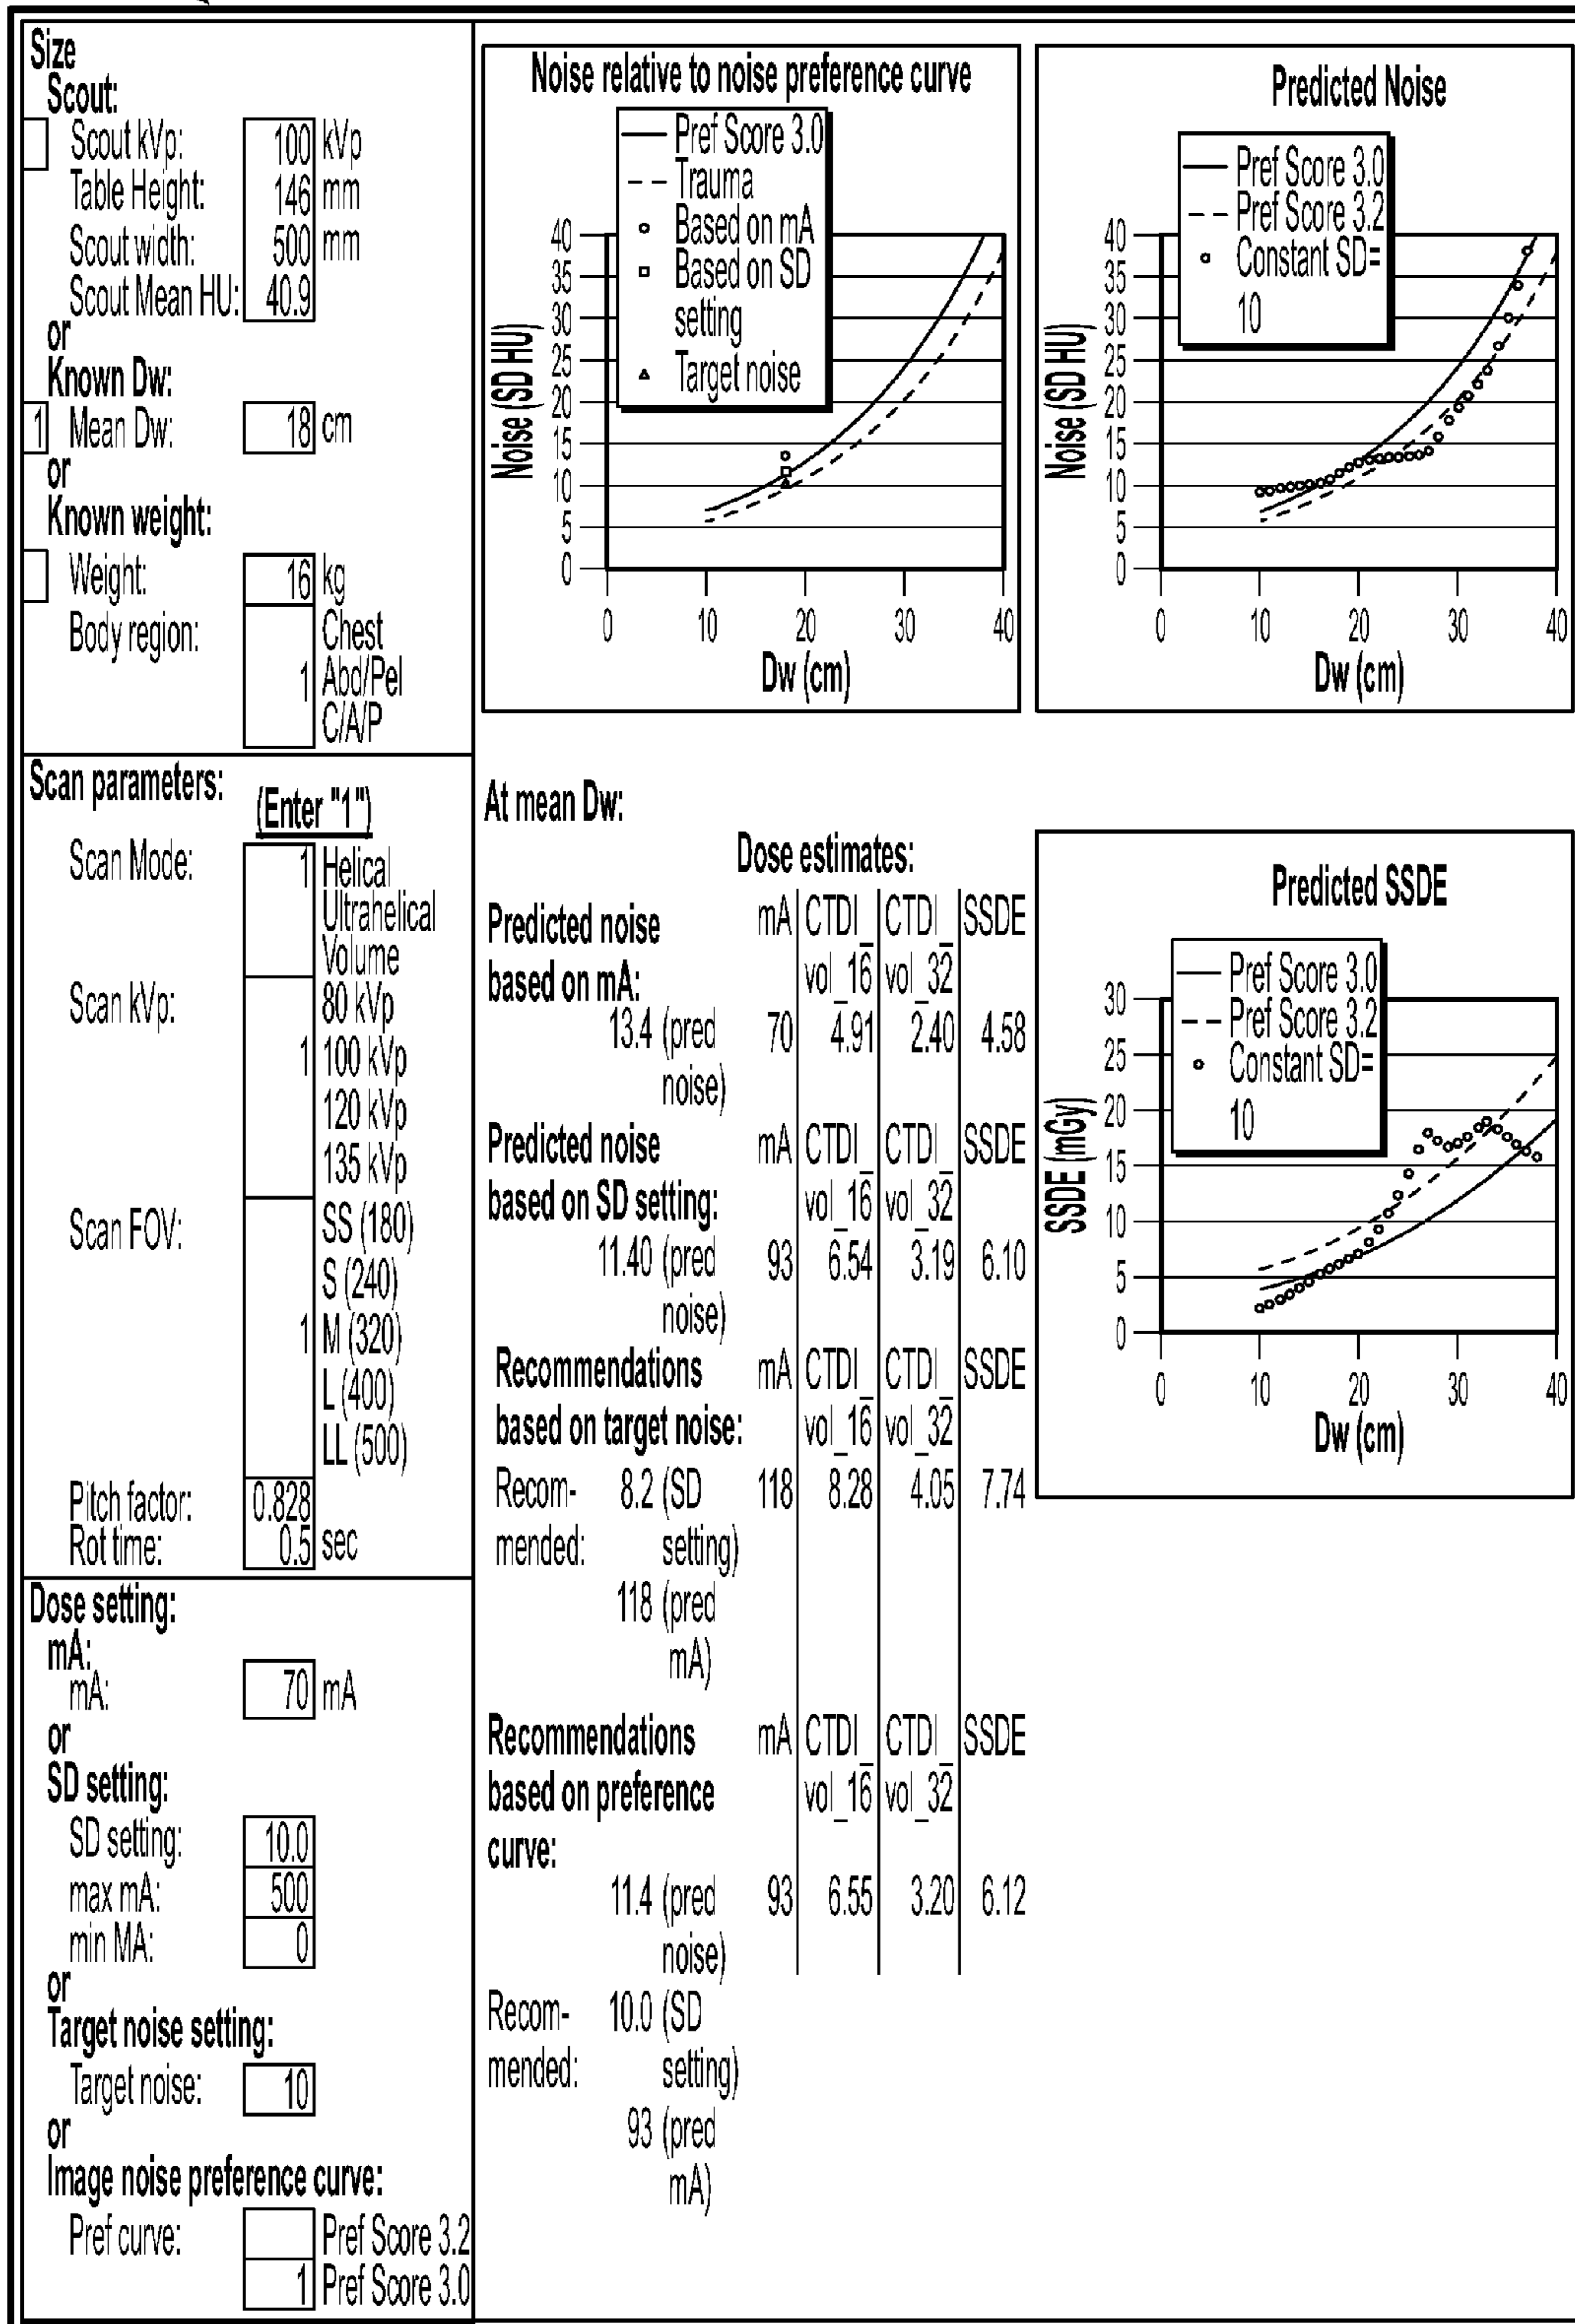 Size
Scout:
Scout kVp: 100 kVp
Table Height: 146 mm
Scout width: 500 mm
Scout Mean HU: 40.9
or
Known Dw:
1 Mean Dw: 18 cm
or
Known weight:
Weight: 16 kg
Body region: Chest
1 Abd/Pel
C/A/P
Scan parameters:
(Enter "1")
Scan Mode: 1 Helical
Ultrahelical
Volume
Scan kVp: 80 kVp
1 100 kVp
120 kVp
135 kVp
Scan FOV: SS (180)
S (240)
1 M (320)
L (400)
LL (500)
Pitch factor: 0.828
Rot time: 0.5 sec
Dose setting:
mA:
mA: 70 mA
or
SD setting:
SD setting: 10.0
max mA: 500
min MA: 0
or
Target noise setting:
Target noise: 10
or
Image noise preference curve:
Pref curve: Pref Score 3.2
1 Pref Score 3.0
Noise relative to noise preference curve
Pref Score 3.0
Trauma
Based on mA
Based on SD
setting
Target noise
Noise (SD HU)
40
35
30
25
20
15
10
5
0
0 10 20 30 40
Dw (cm)
Predicted Noise
Pref Score 3.0
Pref Score 3.2
Constant SD=
10
Noise (SD HU)
40
35
30
25
20
15
10
5
0
0 10 20 30 40
Dw (cm)
At mean Dw:
Dose estimates:
Predicted noise mA CTDI_ CTDI_ SSDE
based on mA: vol_16 vol_32
13.4 (pred 70 4.91 2.40 4.58
noise)
Predicted noise mA CTDI_ CTDI_ SSDE
based on SD setting: vol_16 vol_32
11.40 (pred 93 6.54 3.19 6.10
noise)
Recommendations mA CTDI_ CTDI_ SSDE
based on target noise: vol_16 vol_32
Recom- 8.2 (SD 118 8.28 4.05 7.74
mended: setting)
118 (pred
mA)
Recommendations mA CTDI_ CTDI_ SSDE
based on preference vol_16 vol_32
curve:
11.4 (pred 93 6.55 3.20 6.12
noise)
Recom- 10.0 (SD
mended: setting)
93 (pred
mA)
Predicted SSDE
Pref Score 3.0
Pref Score 3.2
Constant SD=
10
SSDE (mGy)
30
25
20
15
10
5
0
0 10 20 30 40
Dw (cm)